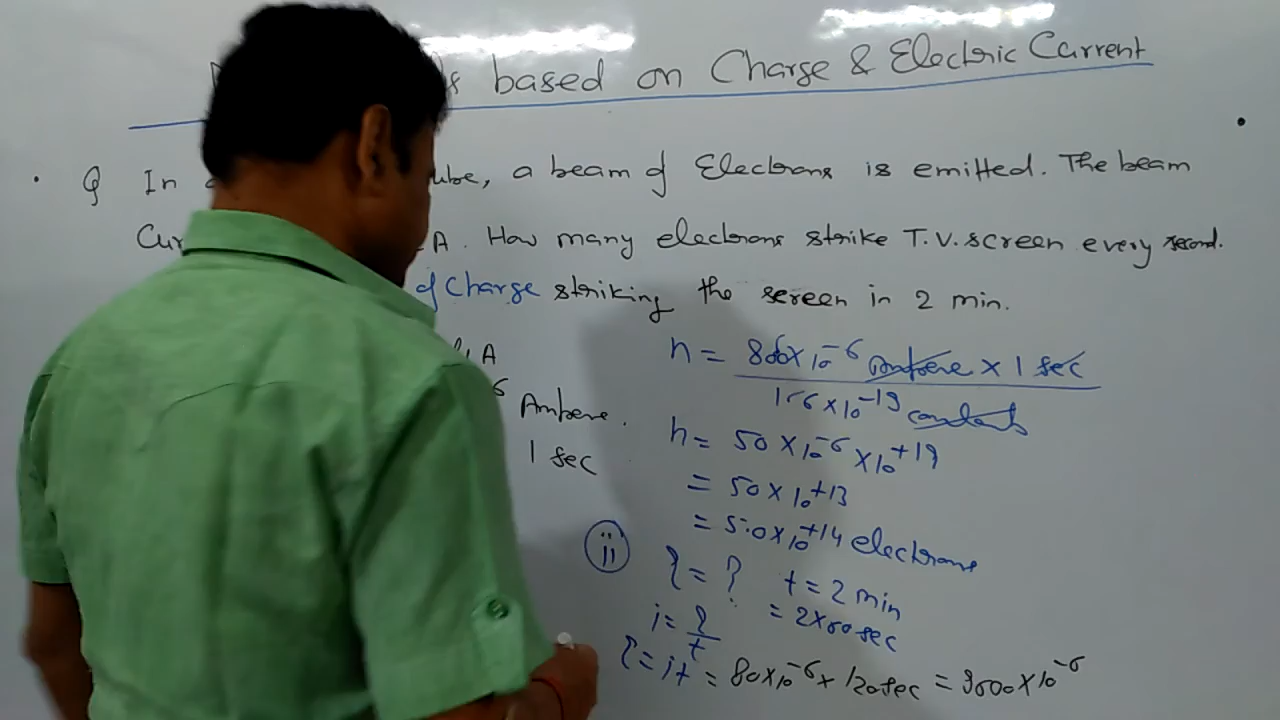 based on Charge & Electric Current
Q In ube, a beam of Electrons is emitted. The beam
Cur A. How many electrons strike T.V. screen every second.
of Charge striking the screen in 2 min.
A
6 Ampere.
1 sec
n = 800×10⁻⁶ Ampere × 1 sec / 1.6×10⁻¹⁹ coulomb
n = 50×10⁻⁶ ×10⁺¹⁹
= 50×10⁺¹³
= 5.0×10⁺¹⁴ electrons
ii
q = ? t = 2 min
= 2×60 sec
i = q/t
q = it = 80×10⁻⁶ × 120 sec = 9600×10⁻⁶